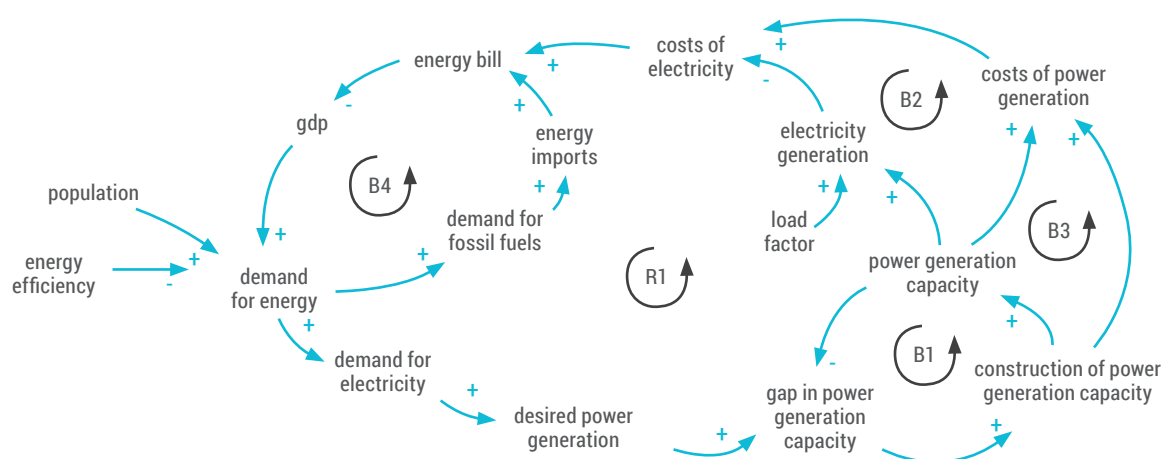 energy bill
+
costs of
electricity
+
-
costs of power
generation
+
+
B2
-
gdp
+
energy
imports
+
electricity
generation
+
+
B4
population
demand for
fossil fuels
load
factor
B3
+
+
+
-
energy
efficiency
demand
for energy
R1
power generation
capacity
+
+
demand for
electricity
-
B1
construction of power
generation capacity
+
desired power
generation
+
gap in power
generation
capacity
+